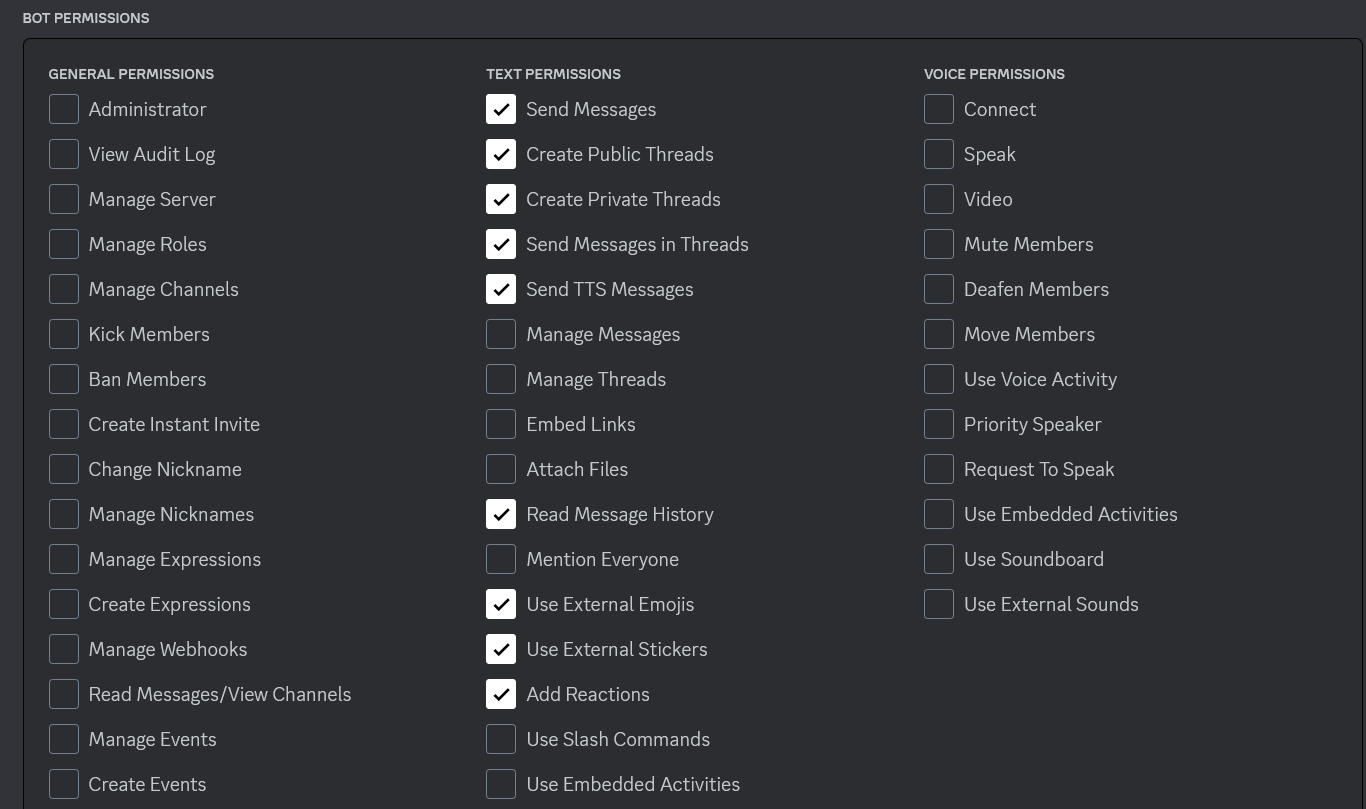 BOT PERMISSIONS
GENERAL PERMISSIONS
Administrator
View Audit Log
Manage Server
Manage Roles
Manage Channels
Kick Members
Ban Members
Create Instant Invite
Change Nickname
Manage Nicknames
Manage Expressions
Create Expressions
Manage Webhooks
Read Messages/View Channels
Manage Events
Create Events
TEXT PERMISSIONS
Send Messages
Create Public Threads
Create Private Threads
Send Messages in Threads
Send TTS Messages
Manage Messages
Manage Threads
Embed Links
Attach Files
Read Message History
Mention Everyone
Use External Emojis
Use External Stickers
Add Reactions
Use Slash Commands
Use Embedded Activities
VOICE PERMISSIONS
Connect
Speak
Video
Mute Members
Deafen Members
Move Members
Use Voice Activity
Priority Speaker
Request To Speak
Use Embedded Activities
Use Soundboard
Use External Sounds